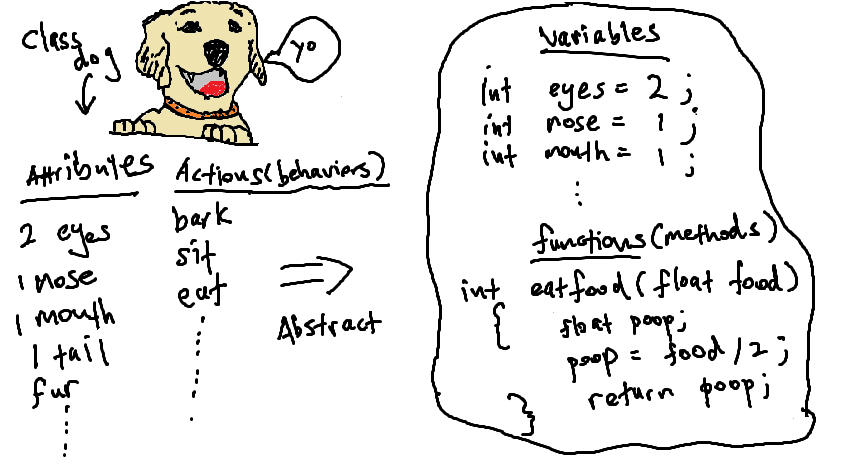 class
dog
yo
Attributes
2 eyes
1 nose
1 mouth
1 tail
fur
Actions(behaviers)
bark
sit
eat
Abstract
variables
int eyes = 2;
int nose = 1;
int mouth = 1;
functions(methods)
int eatfood(float food)
{
float poop;
poop = food/2;
return poop;
}